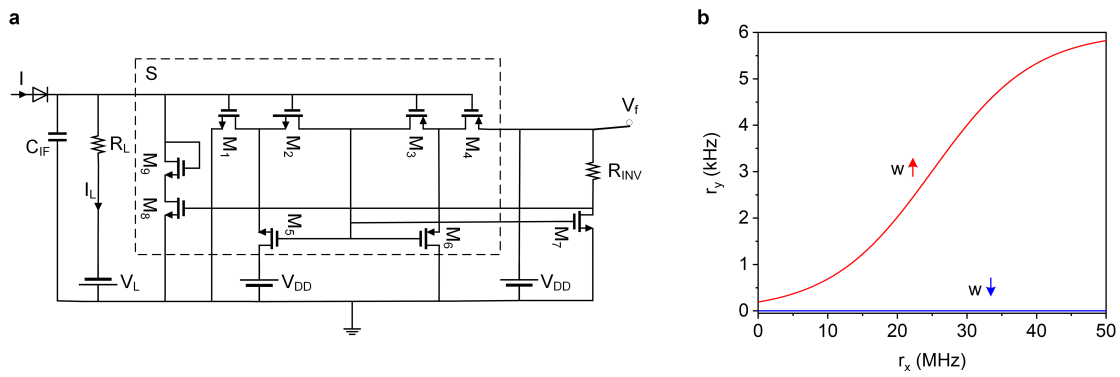 a
I
S
C_IF
R_L
I_L
V_L
M_9
M_8
M_1
M_2
M_3
M_4
M_5
M_6
M_7
V_DD
V_DD
V_f
R_INV
b
r_y (kHz)
6
5
4
3
2
1
0
w
w
0
10
20
30
40
50
r_x (MHz)